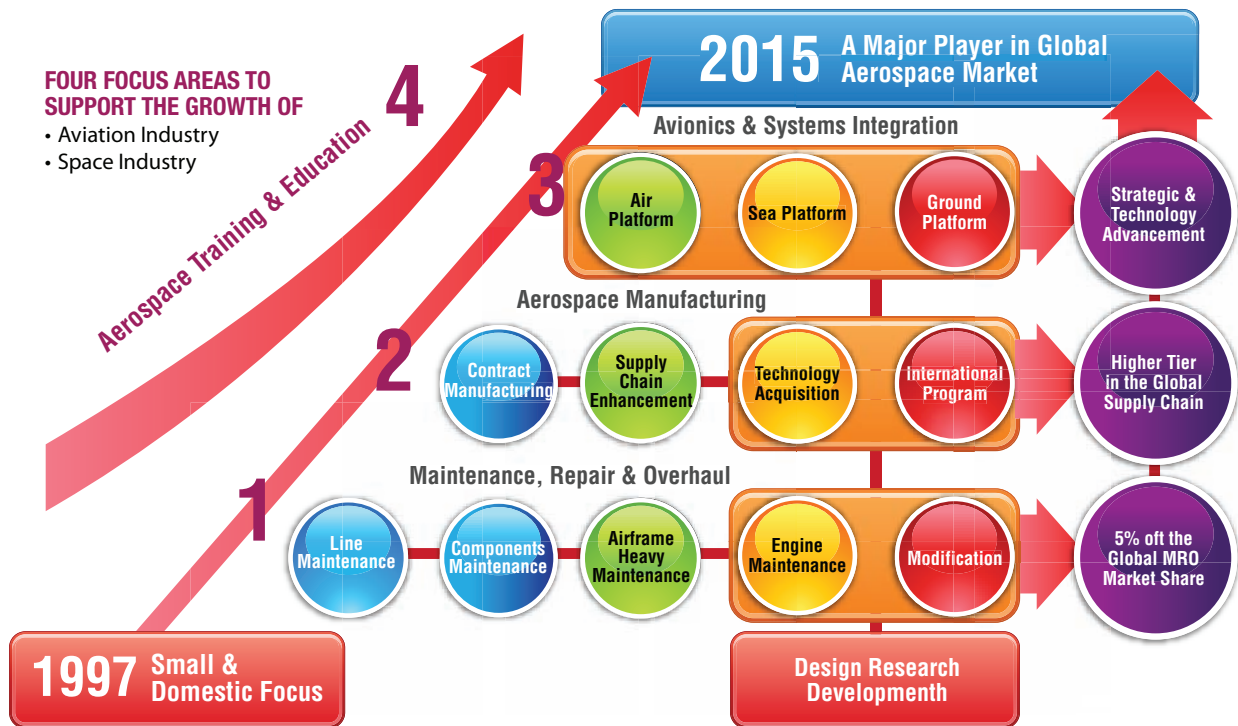 2015
A Major Player in Global
Aerospace Market
FOUR FOCUS AREAS TO
SUPPORT THE GROWTH OF
• Aviation Industry
• Space Industry
4
Aerospace Training & Education
Avionics & Systems Integration
3
Air
Platform
Sea Platform
Ground
Platform
Strategic &
Technology
Advancement
Aerospace Manufacturing
2
Contract
Manufacturing
Supply
Chain
Enhancement
Technology
Acquisition
International
Program
Higher Tier
in the Global
Supply Chain
Maintenance, Repair & Overhaul
1
Line
Maintenance
Components
Maintenance
Airframe
Heavy
Maintenance
Engine
Maintenance
Modification
5% off the
Global MRO
Market Share
1997
Small &
Domestic Focus
Design Research
Developmenth